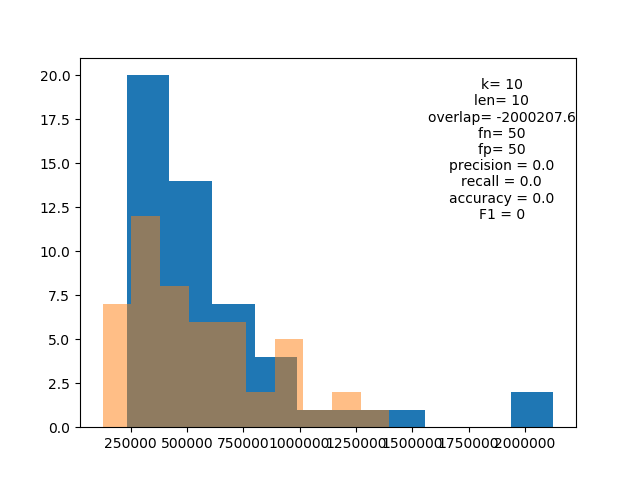 20.0
17.5
15.0
12.5
10.0
7.5
5.0
2.5
0.0
k= 10
len= 10
overlap= -2000207.6
fn= 50
fp= 50
precision = 0.0
recall = 0.0
accuracy = 0.0
F1 = 0
250000 500000 750000 1000000 1250000 1500000 1750000 2000000